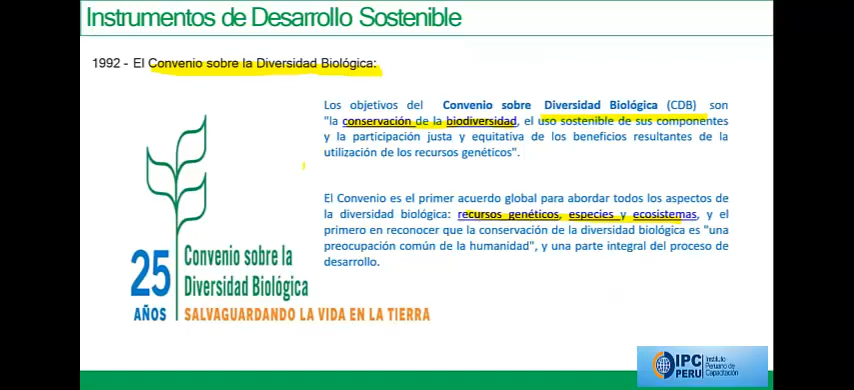 Instrumentos de Desarrollo Sostenible
1992 - El Convenio sobre la Diversidad Biológica:
Los objetivos del Convenio sobre Diversidad Biológica (CDB) son
"la conservación de la biodiversidad, el uso sostenible de sus componentes
y la participación justa y equitativa de los beneficios resultantes de la
utilización de los recursos genéticos".
El Convenio es el primer acuerdo global para abordar todos los aspectos de
la diversidad biológica: recursos genéticos, especies y ecosistemas, y el
primero en reconocer que la conservación de la diversidad biológica es "una
preocupación común de la humanidad", y una parte integral del proceso de
desarrollo.
25
AÑOS
Convenio sobre la
Diversidad Biológica
SALVAGUARDANDO LA VIDA EN LA TIERRA
IPC
PERU
Instituto
Peruano de
Capacitación